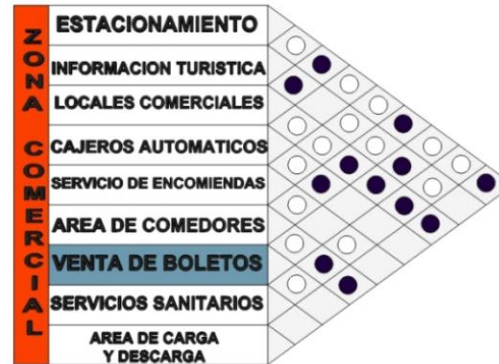 ZONA COMERCIAL
ESTACIONAMIENTO
INFORMACION TURISTICA
LOCALES COMERCIALES
CAJEROS AUTOMATICOS
SERVICIO DE ENCOMIENDAS
AREA DE COMEDORES
VENTA DE BOLETOS
SERVICIOS SANITARIOS
AREA DE CARGA
Y DESCARGA